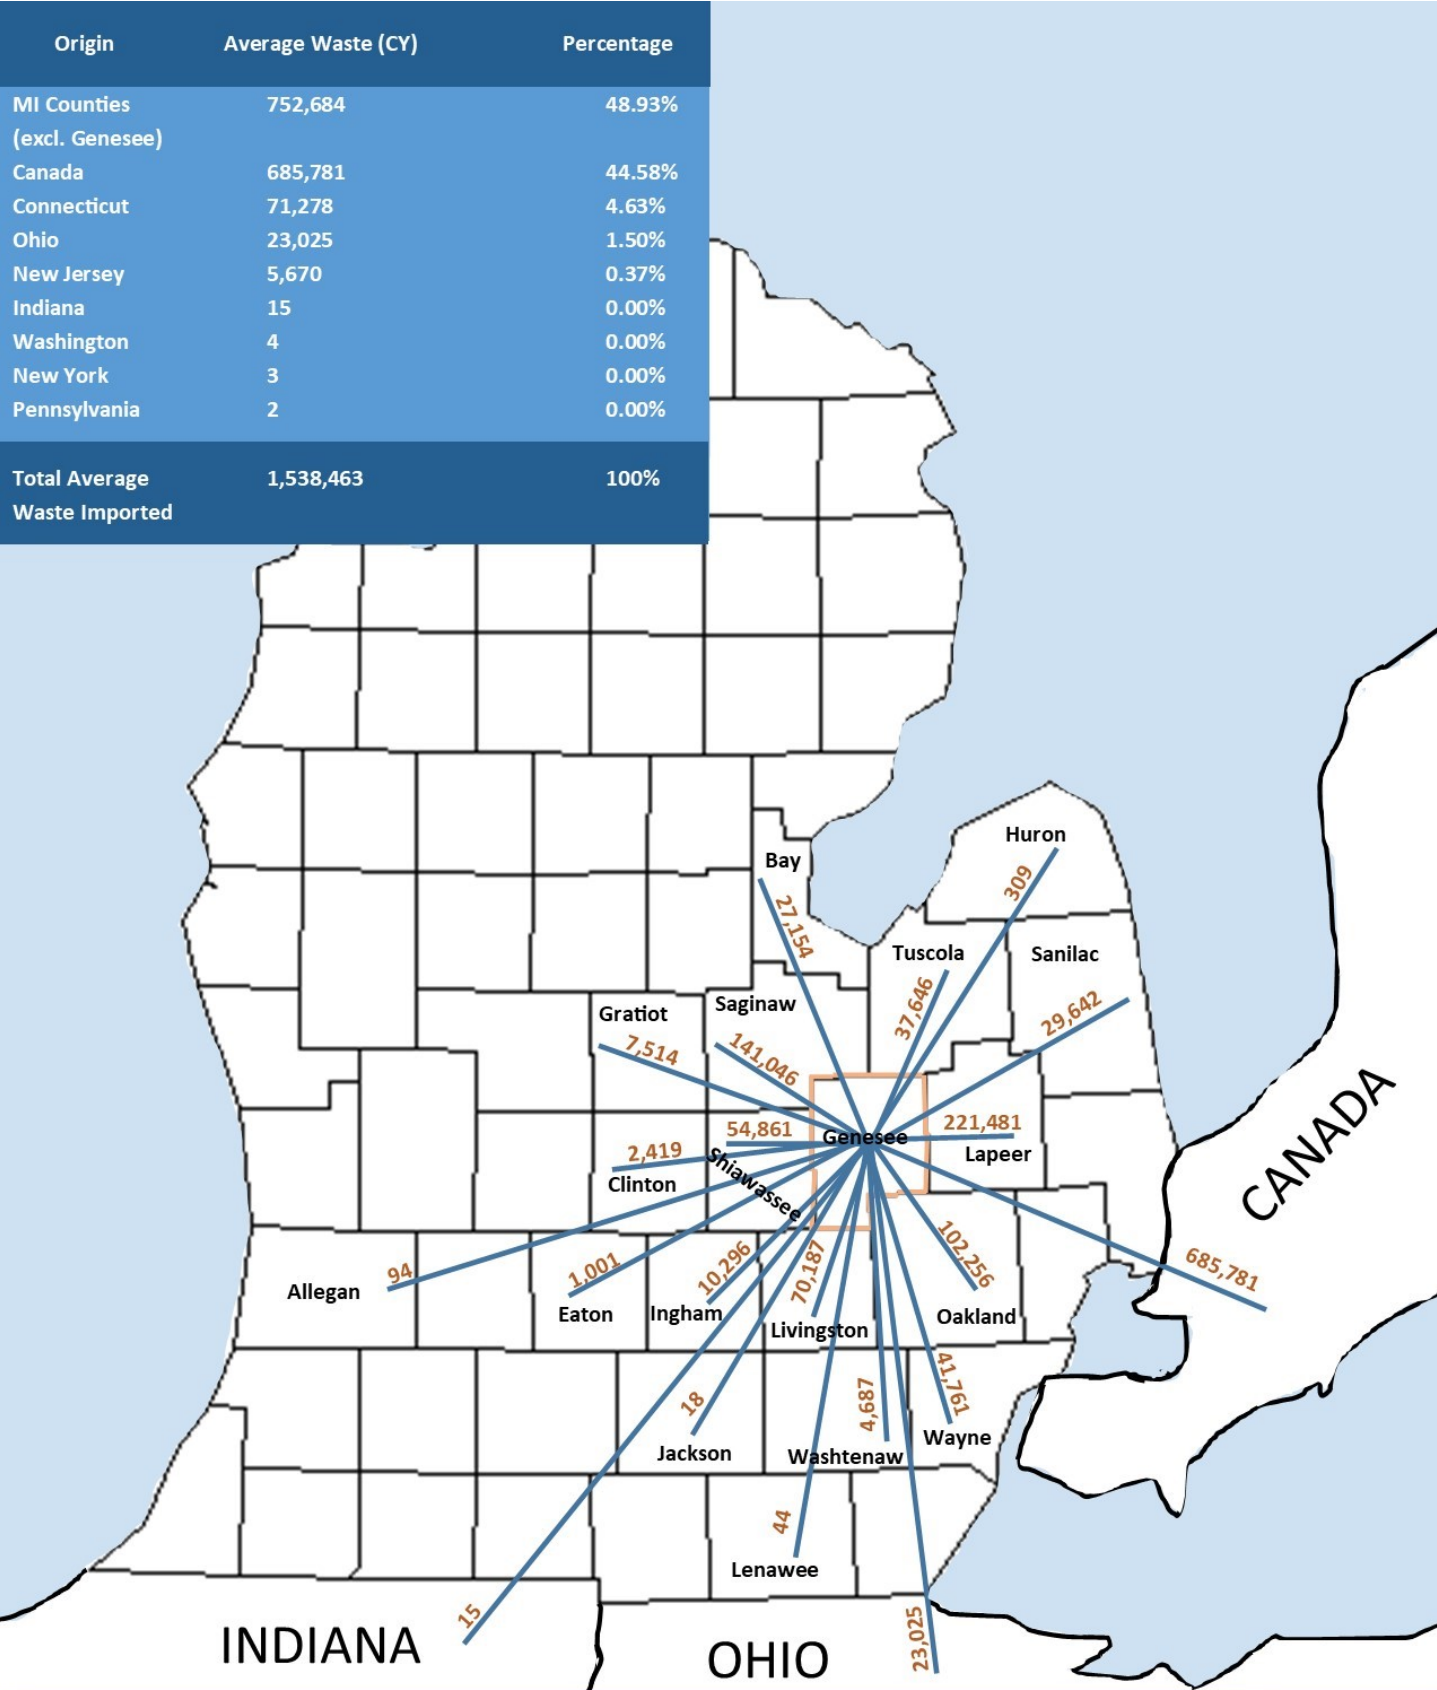 Origin Average Waste (CY) Percentage
MI Counties 752,684 48.93%
(excl. Genesee)
Canada 685,781 44.58%
Connecticut 71,278 4.63%
Ohio 23,025 1.50%
New Jersey 5,670 0.37%
Indiana 15 0.00%
Washington 4 0.00%
New York 3 0.00%
Pennsylvania 2 0.00%
Total Average 1,538,463 100%
Waste Imported
Huron
309
Bay
27,154
Tuscola
37,646
Sanilac
29,642
Gratiot
7,514
Saginaw
141,046
Genesee
221,481
Lapeer
54,861
Shiawassee
2,419
Clinton
CANADA
685,781
Allegan
94
1,001
Eaton
10,296
Ingham
70,187
Livingston
102,256
Oakland
41,761
Wayne
4,687
Washtenaw
18
Jackson
44
Lenawee
15
INDIANA
OHIO
23,025